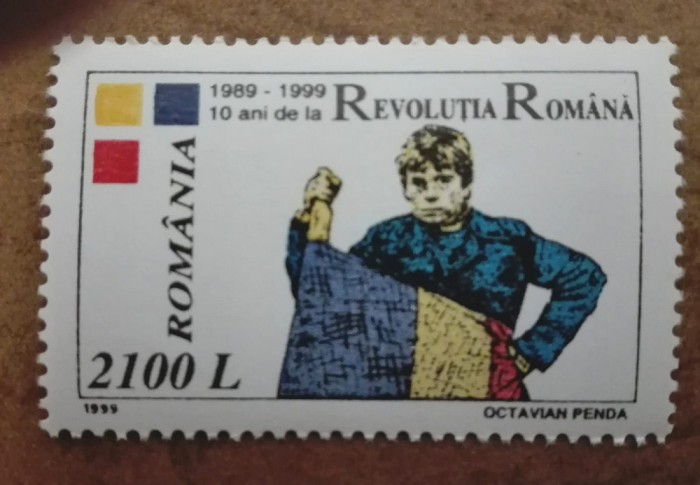 1989 - 1999
10 ani de la REVOLUȚIA ROMÂNĂ
ROMÂNIA
2100 L
1999
OCTAVIAN PENDA